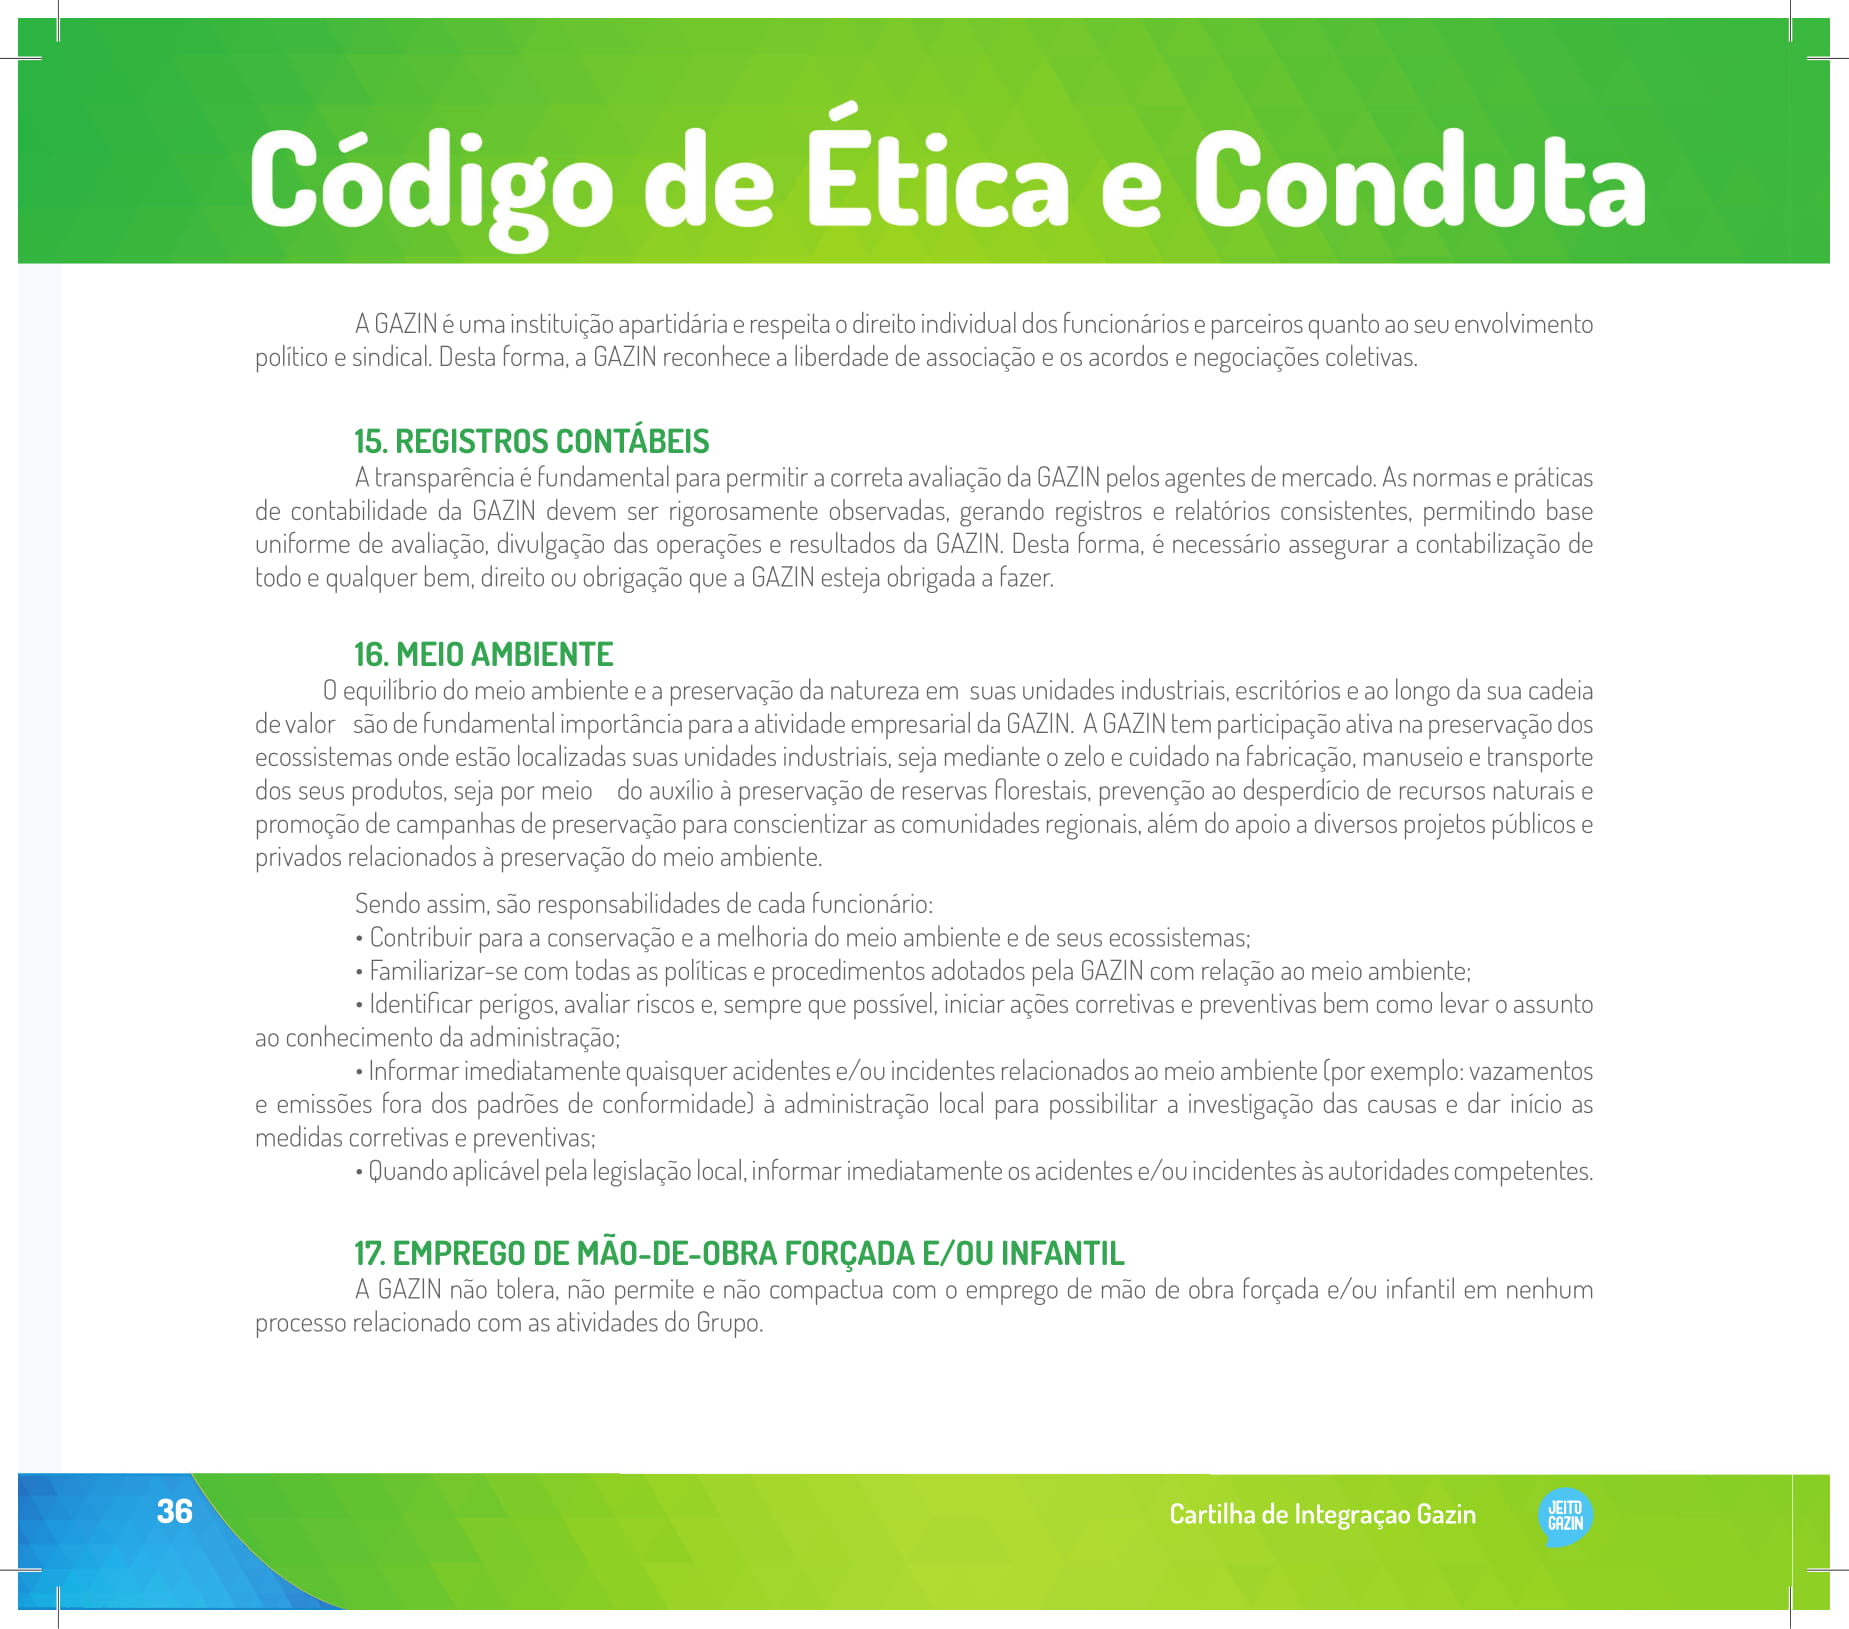 Código de Ética e Conduta
A GAZIN é uma instituição apartidária e respeita o direito individual dos funcionários e parceiros quanto ao seu envolvimento
político e sindical. Desta forma, a GAZIN reconhece a liberdade de associação e os acordos e negociações coletivas.
15. REGISTROS CONTÁBEIS
A transparência é fundamental para permitir a correta avaliação da GAZIN pelos agentes de mercado. As normas e práticas
de contabilidade da GAZIN devem ser rigorosamente observadas, gerando registros e relatórios consistentes, permitindo base
uniforme de avaliação, divulgação das operações e resultados da GAZIN. Desta forma, é necessário assegurar a contabilização de
todo e qualquer bem, direito ou obrigação que a GAZIN esteja obrigada a fazer.
16. MEIO AMBIENTE
O equilíbrio do meio ambiente e a preservação da natureza em suas unidades industriais, escritórios e ao longo da sua cadeia
de valor são de fundamental importância para a atividade empresarial da GAZIN. A GAZIN tem participação ativa na preservação dos
ecossistemas onde estão localizadas suas unidades industriais, seja mediante o zelo e cuidado na fabricação, manuseio e transporte
dos seus produtos, seja por meio do auxílio à preservação de reservas florestais, prevenção ao desperdício de recursos naturais e
promoção de campanhas de preservação para conscientizar as comunidades regionais, além do apoio a diversos projetos públicos e
privados relacionados à preservação do meio ambiente.
Sendo assim, são responsabilidades de cada funcionário:
• Contribuir para a conservação e a melhoria do meio ambiente e de seus ecossistemas;
• Familiarizar-se com todas as políticas e procedimentos adotados pela GAZIN com relação ao meio ambiente;
• Identificar perigos, avaliar riscos e, sempre que possível, iniciar ações corretivas e preventivas bem como levar o assunto
ao conhecimento da administração;
• Informar imediatamente quaisquer acidentes e/ou incidentes relacionados ao meio ambiente (por exemplo: vazamentos
e emissões fora dos padrões de conformidade) à administração local para possibilitar a investigação das causas e dar início as
medidas corretivas e preventivas;
• Quando aplicável pela legislação local, informar imediatamente os acidentes e/ou incidentes às autoridades competentes.
17. EMPREGO DE MÃO-DE-OBRA FORÇADA E/OU INFANTIL
A GAZIN não tolera, não permite e não compactua com o emprego de mão de obra forçada e/ou infantil em nenhum
processo relacionado com as atividades do Grupo.
36
Cartilha de Integraçao Gazin
JEITO
GAZIN